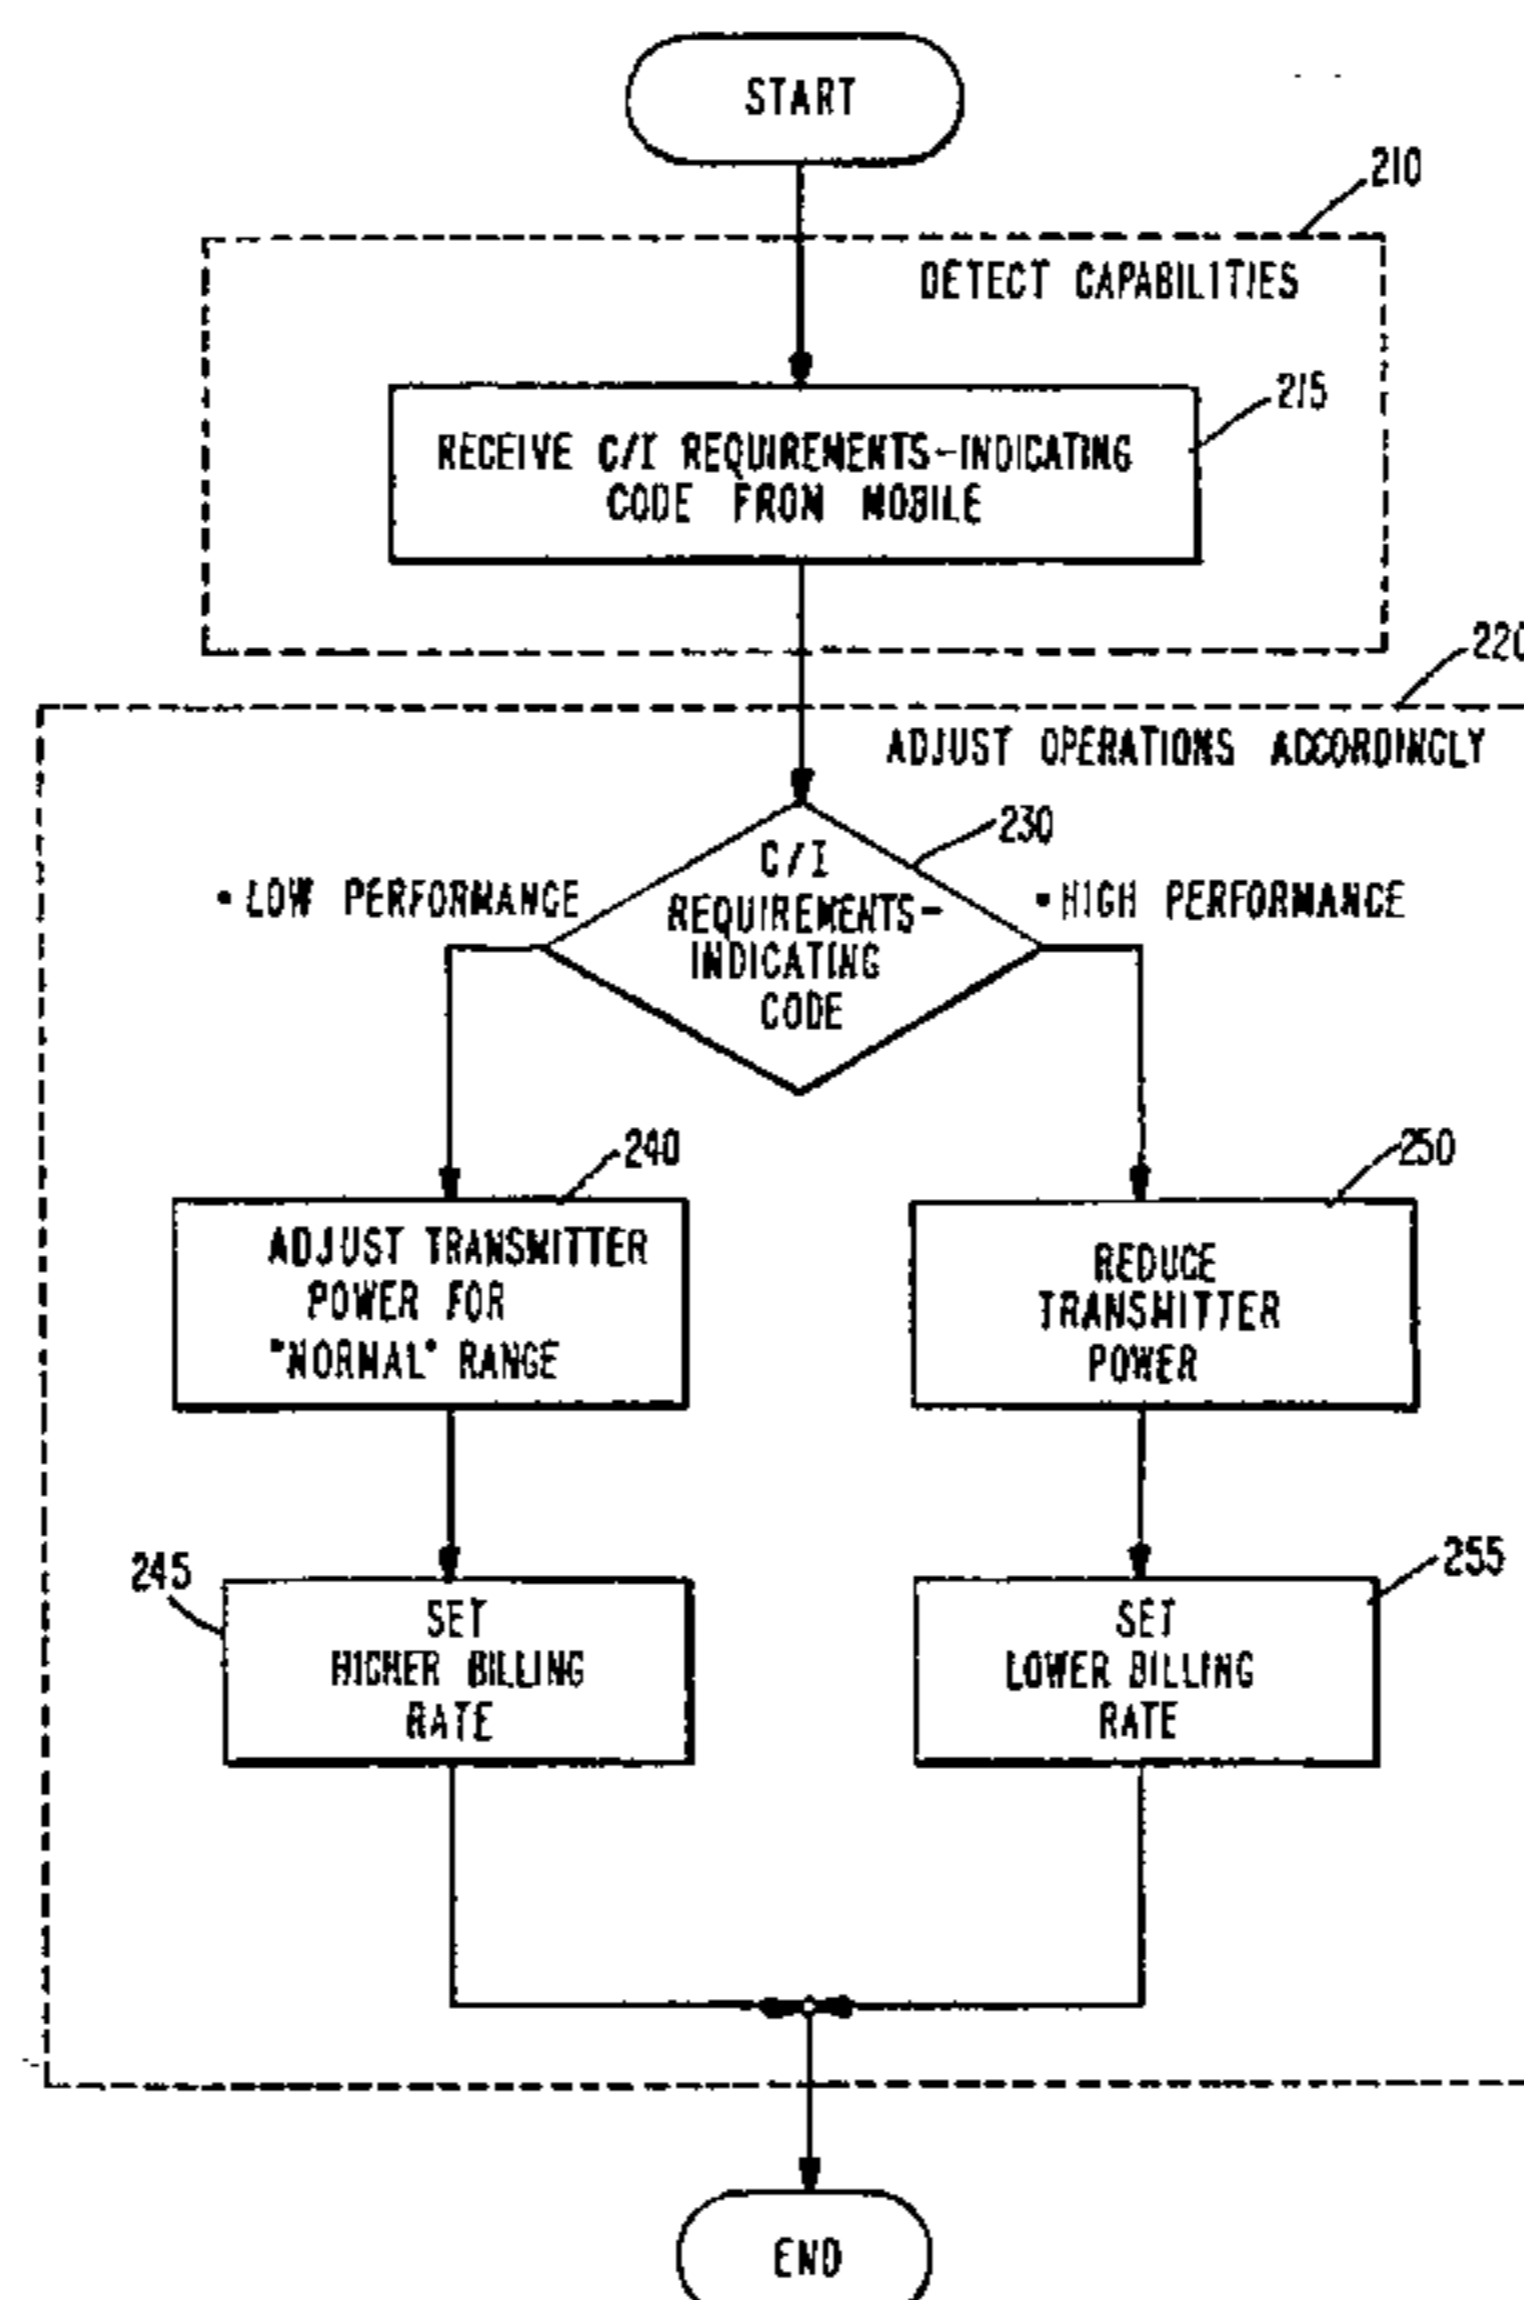 START
210
DETECT CAPABILITIES
215
RECEIVE C/I REQUIREMENTS-INDICATING
CODE FROM MOBILE
220
ADJUST OPERATIONS ACCORDINGLY
230
C/I
REQUIREMENTS-
INDICATING
CODE
• LOW PERFORMANCE
• HIGH PERFORMANCE
240
ADJUST TRANSMITTER
POWER FOR
"NORMAL" RANGE
250
REDUCE
TRANSMITTER
POWER
245
SET
HIGHER BILLING
RATE
255
SET
LOWER BILLING
RATE
END